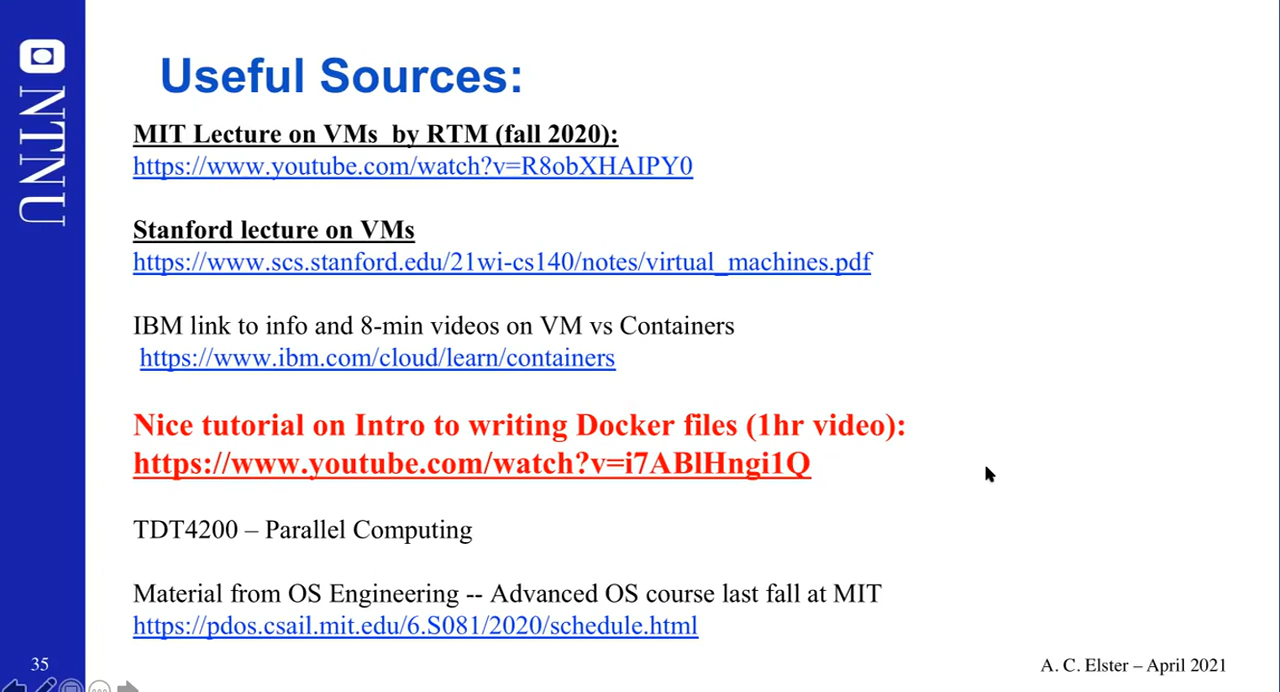 NTNU
Useful Sources:
MIT Lecture on VMs by RTM (fall 2020):
https://www.youtube.com/watch?v=R8obXHAIPY0
Stanford lecture on VMs
https://www.scs.stanford.edu/21wi-cs140/notes/virtual_machines.pdf
IBM link to info and 8-min videos on VM vs Containers
https://www.ibm.com/cloud/learn/containers
Nice tutorial on Intro to writing Docker files (1hr video):
https://www.youtube.com/watch?v=i7ABlHngi1Q
TDT4200 – Parallel Computing
Material from OS Engineering -- Advanced OS course last fall at MIT
https://pdos.csail.mit.edu/6.S081/2020/schedule.html
35
A. C. Elster – April 2021